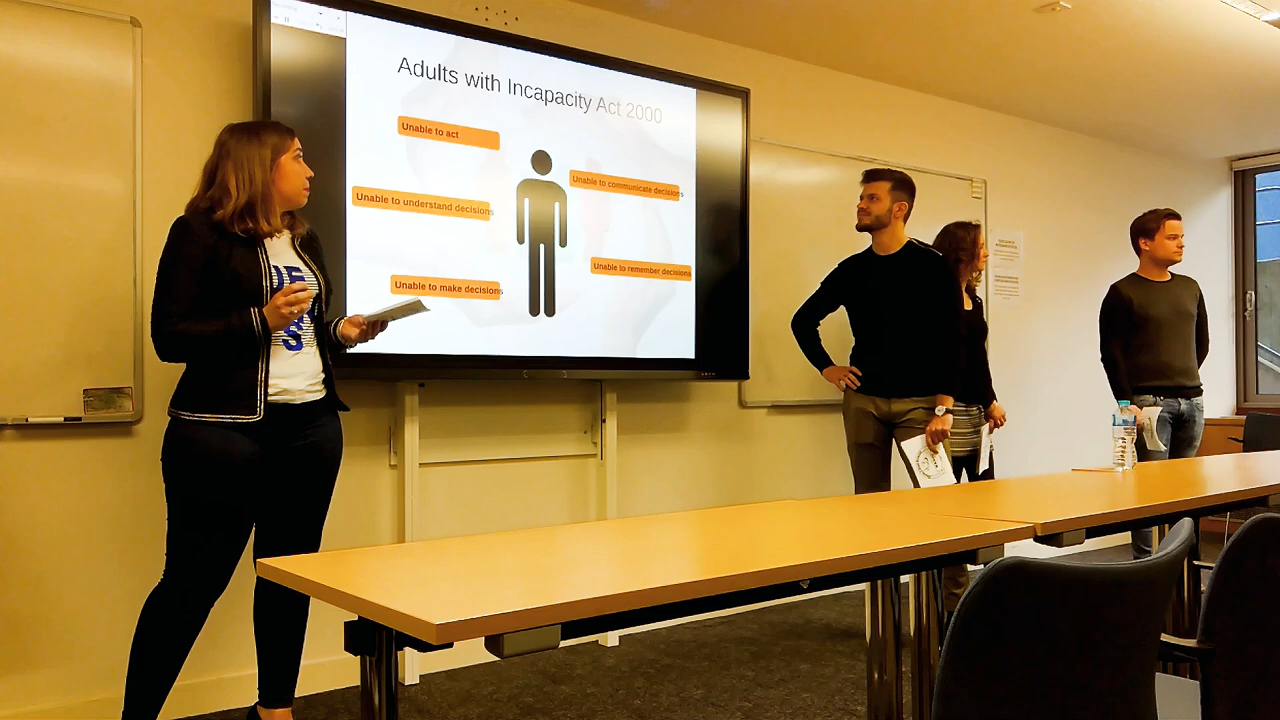 Adults with Incapacity Act 2000
Unable to act
Unable to communicate decisions
Unable to understand decisions
Unable to remember decisions
Unable to make decisions